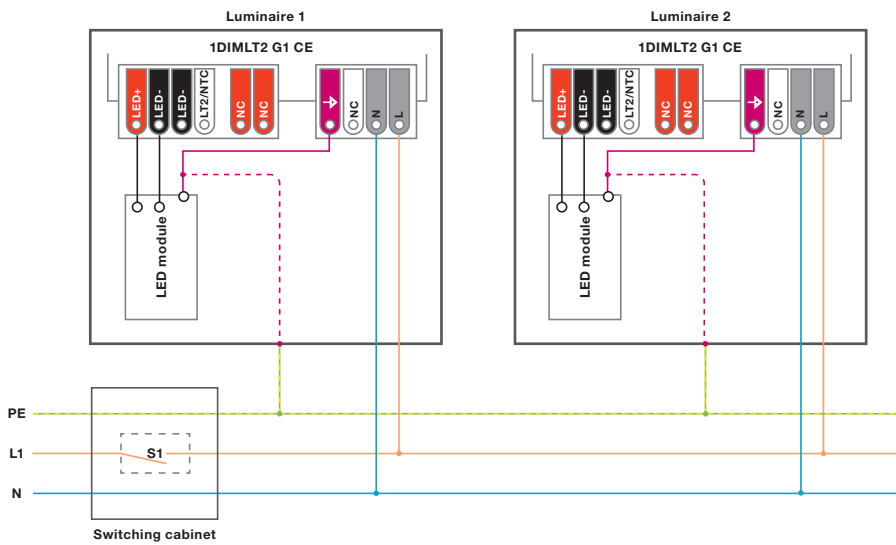 Luminaire 1
1DIMLT2 G1 CE
LED+
LED-
LED-
LT2/NTC
NC
NC
NC
N
L
LED module
Luminaire 2
1DIMLT2 G1 CE
LED+
LED-
LED-
LT2/NTC
NC
NC
NC
N
L
LED module
PE
L1
S1
N
Switching cabinet